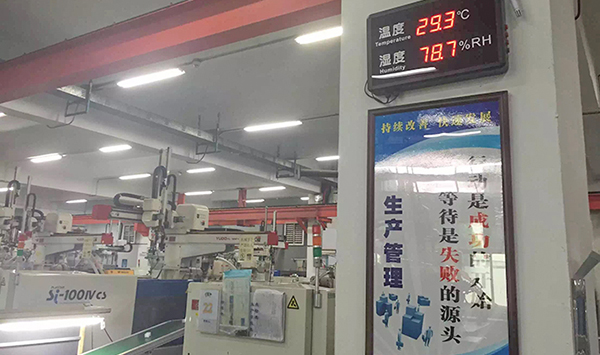 温度
Temperature
29.3℃
湿度
Humidity
78.7%RH
持续改善 快速发展
行动是成功
等待是失败的源头
生产管理
Si-100IV CS